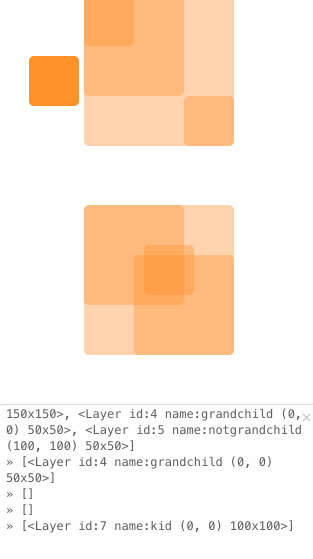 150x150>, <Layer id:4 name:grandchild (0,
0) 50x50>, <Layer id:5 name:notgrandchild
(100, 100) 50x50>]
» [<Layer id:4 name:grandchild (0, 0)
50x50>]
» []
» []
» [<Layer id:7 name:kid (0, 0) 100x100>]